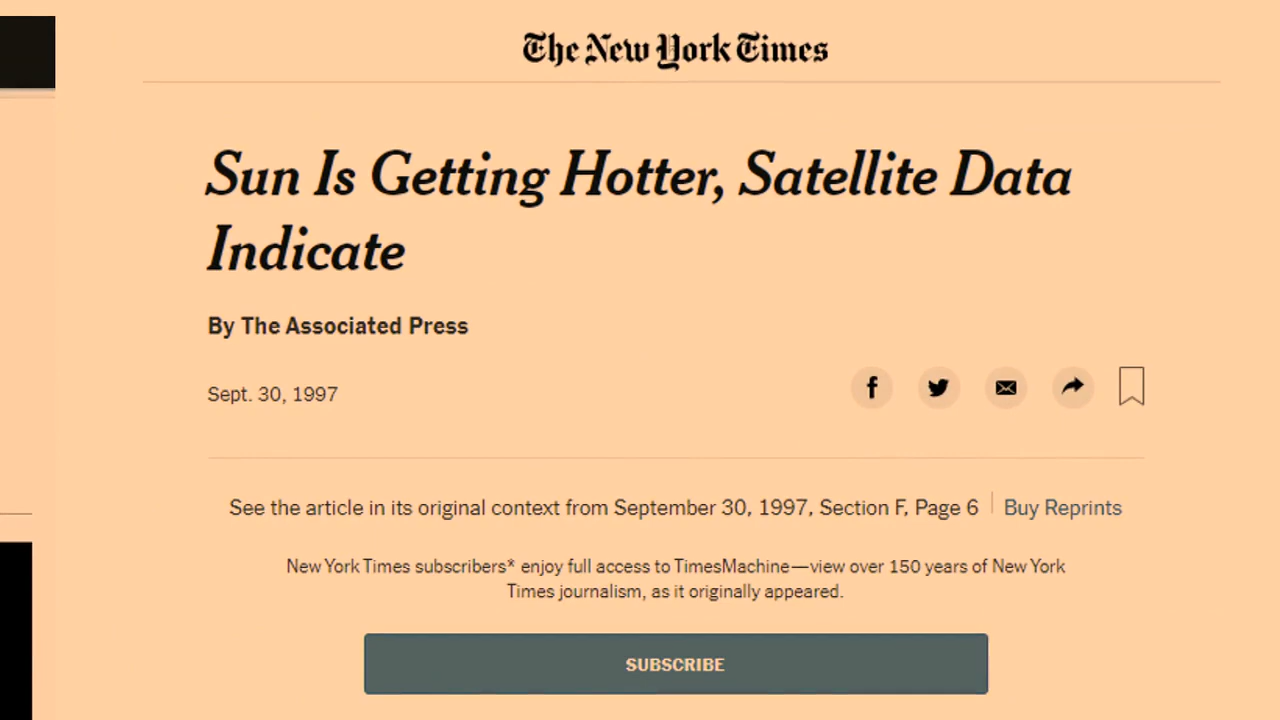 The New York Times
Sun Is Getting Hotter, Satellite Data
Indicate
By The Associated Press
Sept. 30, 1997
See the article in its original context from September 30, 1997, Section F, Page 6
Buy Reprints
New York Times subscribers* enjoy full access to TimesMachine—view over 150 years of New York
Times journalism, as it originally appeared.
SUBSCRIBE